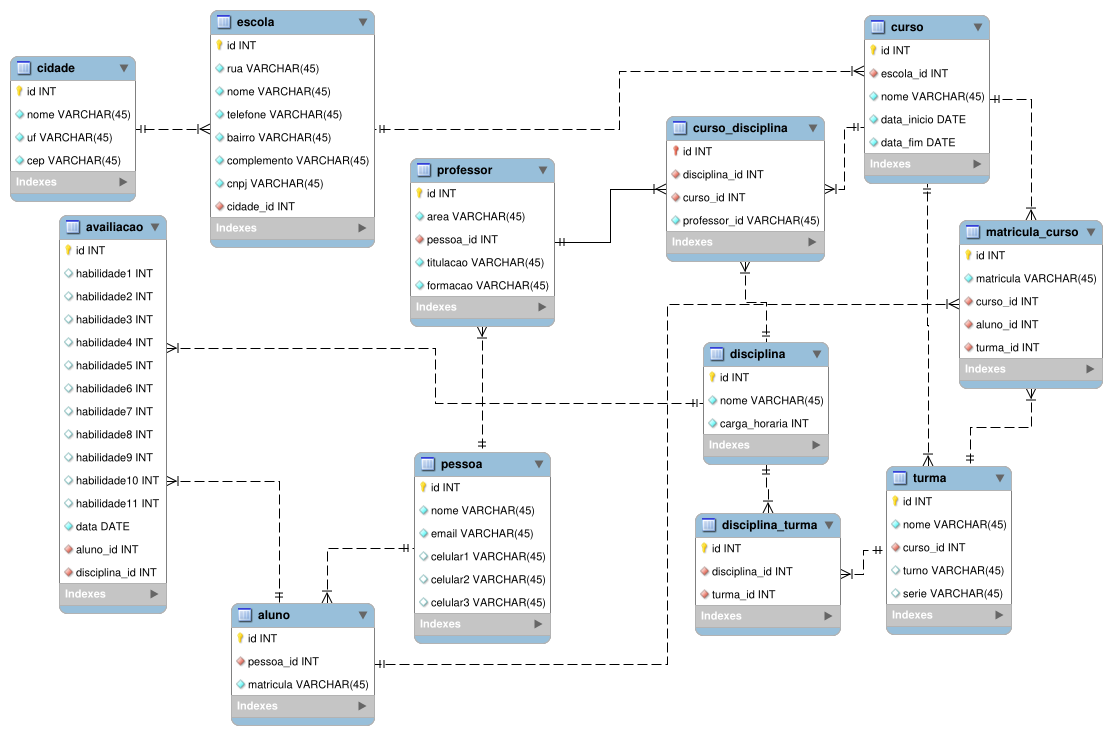 cidade
id INT
nome VARCHAR(45)
uf VARCHAR(45)
cep VARCHAR(45)
Indexes
escola
id INT
rua VARCHAR(45)
nome VARCHAR(45)
telefone VARCHAR(45)
bairro VARCHAR(45)
complemento VARCHAR(45)
cnpj VARCHAR(45)
cidade_id INT
Indexes
curso
id INT
escola_id INT
nome VARCHAR(45)
data_inicio DATE
data_fim DATE
Indexes
curso_disciplina
id INT
disciplina_id INT
curso_id INT
professor_id VARCHAR(45)
Indexes
professor
id INT
area VARCHAR(45)
pessoa_id INT
titulacao VARCHAR(45)
formacao VARCHAR(45)
Indexes
availiacao
id INT
habilidade1 INT
habilidade2 INT
habilidade3 INT
habilidade4 INT
habilidade5 INT
habilidade6 INT
habilidade7 INT
habilidade8 INT
habilidade9 INT
habilidade10 INT
habilidade11 INT
data DATE
aluno_id INT
disciplina_id INT
Indexes
matricula_curso
id INT
matricula VARCHAR(45)
curso_id INT
aluno_id INT
turma_id INT
Indexes
disciplina
id INT
nome VARCHAR(45)
carga_horaria INT
Indexes
pessoa
id INT
nome VARCHAR(45)
email VARCHAR(45)
celular1 VARCHAR(45)
celular2 VARCHAR(45)
celular3 VARCHAR(45)
Indexes
turma
id INT
nome VARCHAR(45)
curso_id INT
turno VARCHAR(45)
serie VARCHAR(45)
Indexes
disciplina_turma
id INT
disciplina_id INT
turma_id INT
Indexes
aluno
id INT
pessoa_id INT
matricula VARCHAR(45)
Indexes